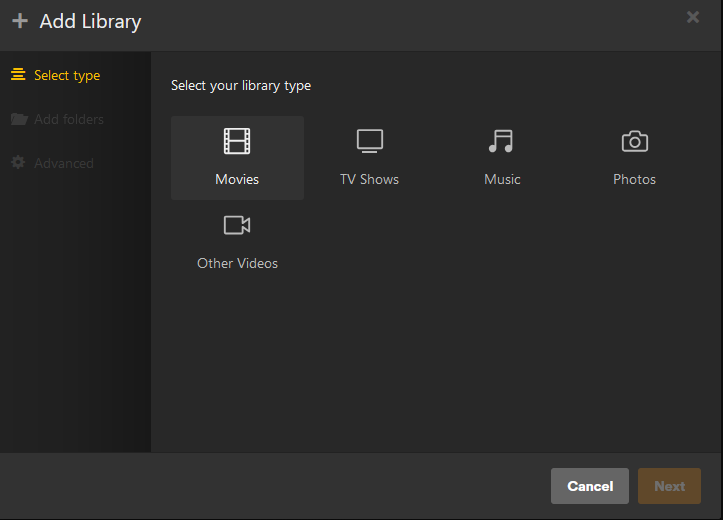 Add Library
Select type
Add folders
Advanced
Select your library type
Movies
TV Shows
Music
Photos
Other Videos
Cancel
Next